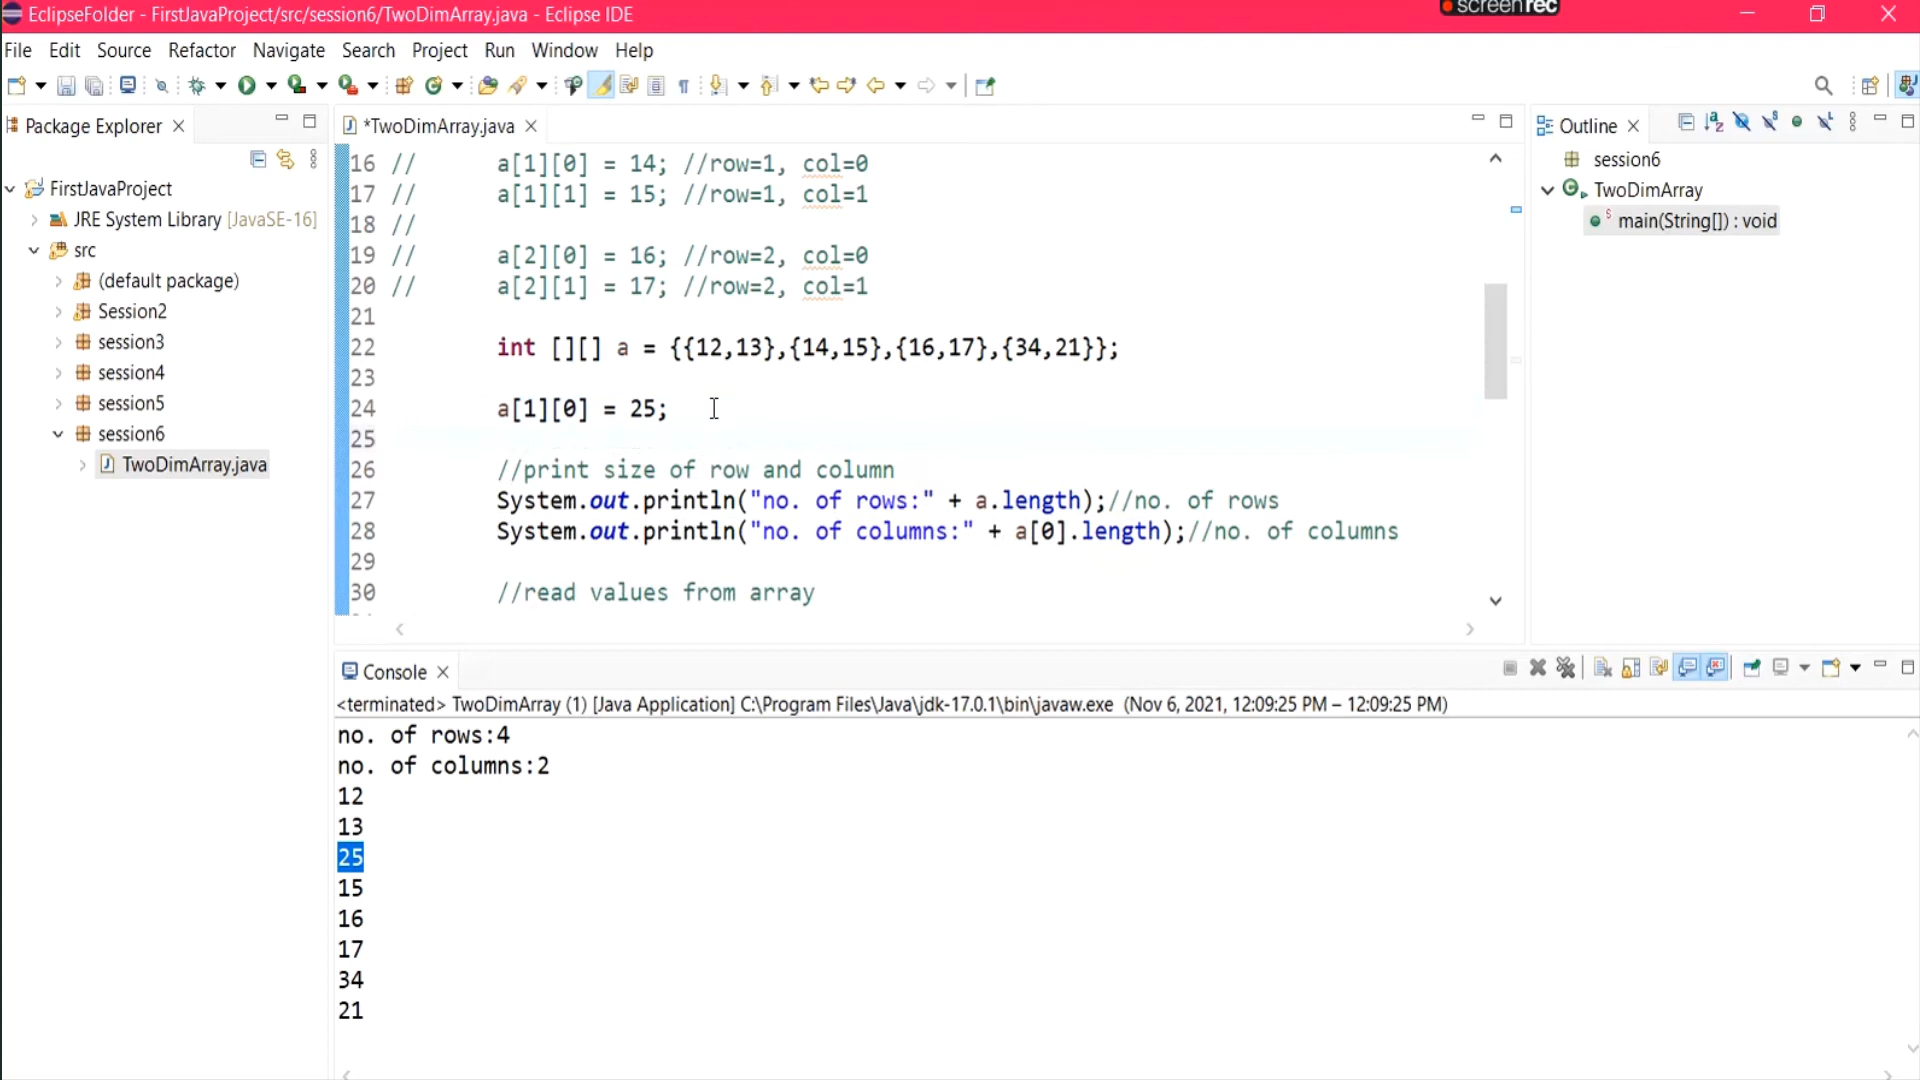 EclipseFolder - FirstJavaProject/src/session6/TwoDimArray.java - Eclipse IDE
screenrec
File Edit Source Refactor Navigate Search Project Run Window Help
Package Explorer
FirstJavaProject
JRE System Library [JavaSE-16]
src
(default package)
Session2
session3
session4
session5
session6
TwoDimArray.java
*TwoDimArray.java
16 // a[1][0] = 14; //row=1, col=0
17 // a[1][1] = 15; //row=1, col=1
18 //
19 // a[2][0] = 16; //row=2, col=0
20 // a[2][1] = 17; //row=2, col=1
21
22 int [][] a = {{12,13},{14,15},{16,17},{34,21}};
23
24 a[1][0] = 25;
25
26 //print size of row and column
27 System.out.println("no. of rows:" + a.length);//no. of rows
28 System.out.println("no. of columns:" + a[0].length);//no. of columns
29
30 //read values from array
Outline
session6
TwoDimArray
main(String[]) : void
Console
<terminated> TwoDimArray (1) [Java Application] C:\Program Files\Java\jdk-17.0.1\bin\javaw.exe (Nov 6, 2021, 12:09:25 PM – 12:09:25 PM)
no. of rows:4
no. of columns:2
12
13
25
15
16
17
34
21